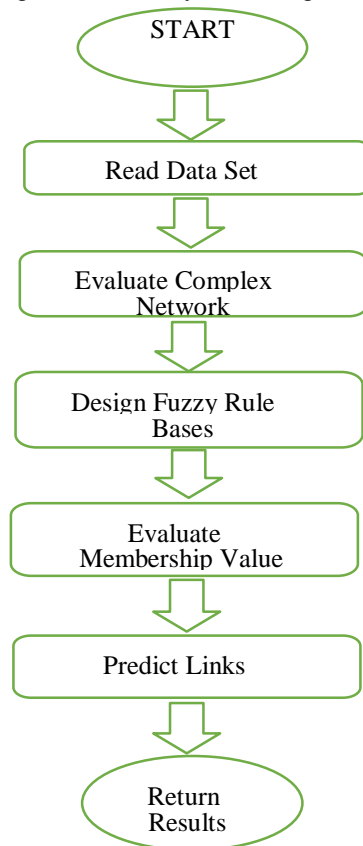 START
Read Data Set
Evaluate Complex
Network
Design Fuzzy Rule
Bases
Evaluate
Membership Value
Predict Links
Return
Results